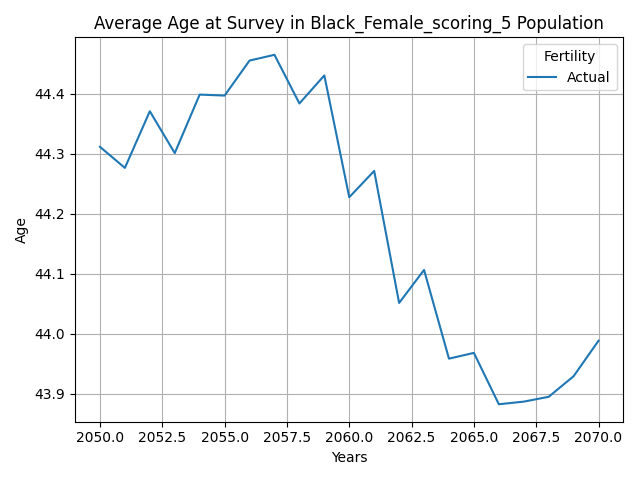 Average Age at Survey in Black_Female_scoring_5 Population
Fertility
Actual
Age
44.4
44.3
44.2
44.1
44.0
43.9
2050.0 2052.5 2055.0 2057.5 2060.0 2062.5 2065.0 2067.5 2070.0
Years